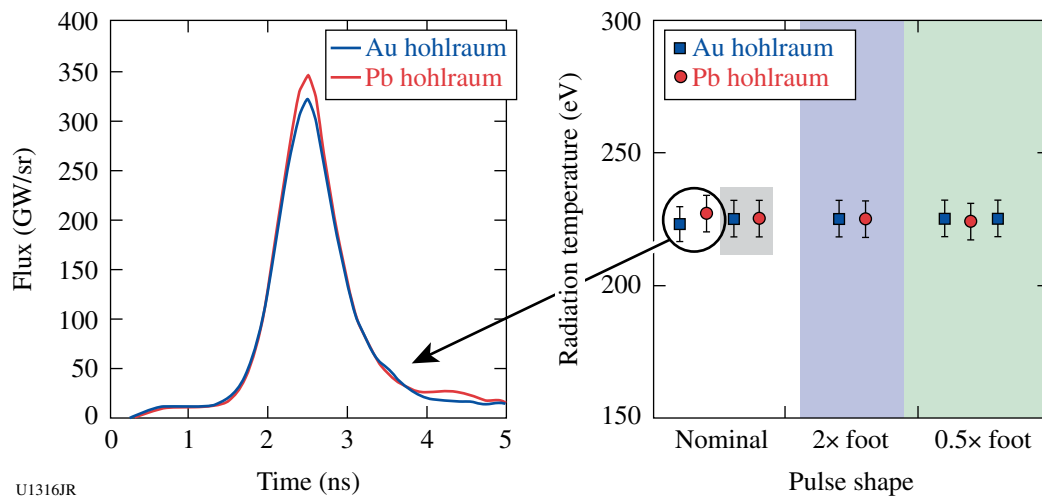 400
350
300
250
200
150
100
50
0
Flux (GW/sr)
Au hohlraum
Pb hohlraum
0 1 2 3 4 5
Time (ns)
U1316JR
300
250
200
150
Radiation temperature (eV)
Au hohlraum
Pb hohlraum
Nominal 2× foot 0.5× foot
Pulse shape